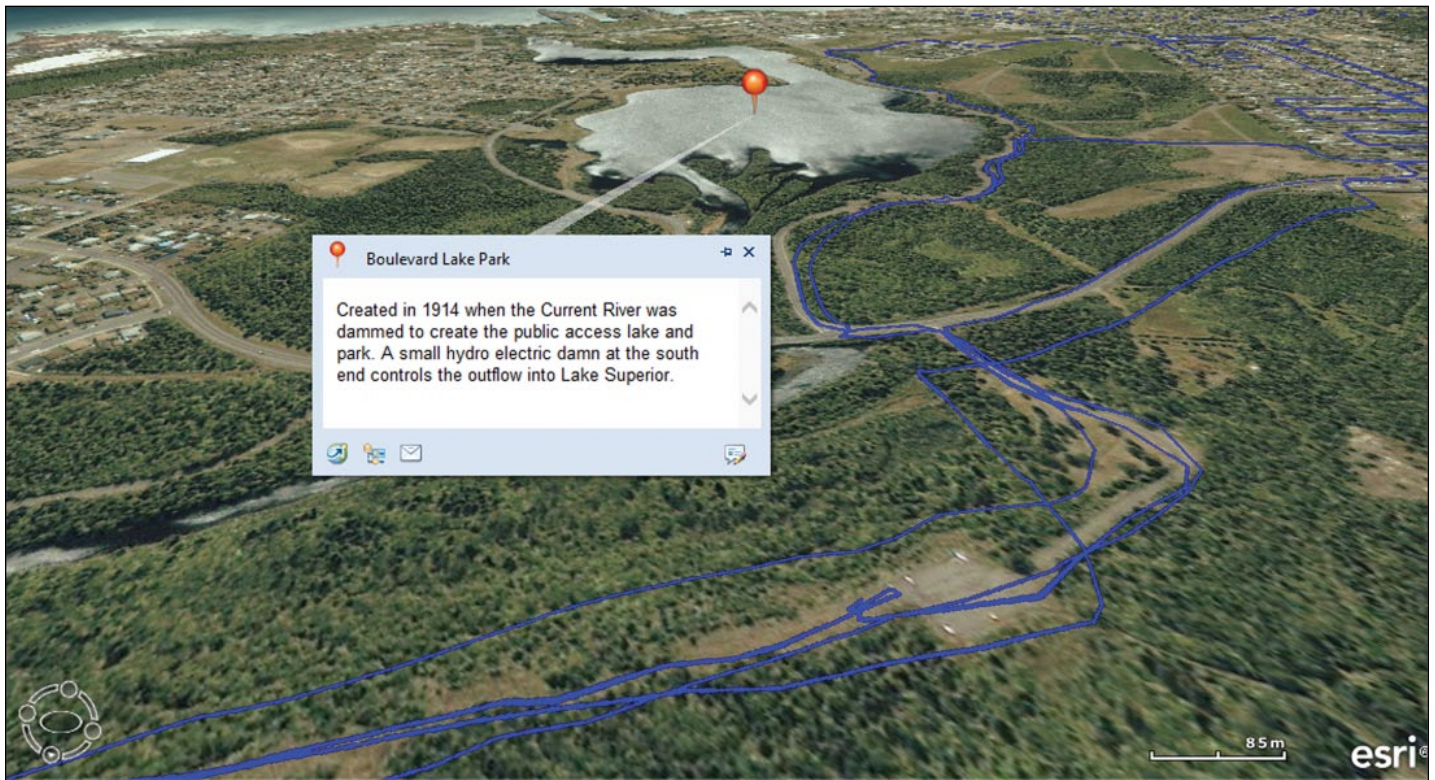 Boulevard Lake Park
Created in 1914 when the Current River was
dammed to create the public access lake and
park. A small hydro electric damn at the south
end controls the outflow into Lake Superior.
85m
esri®